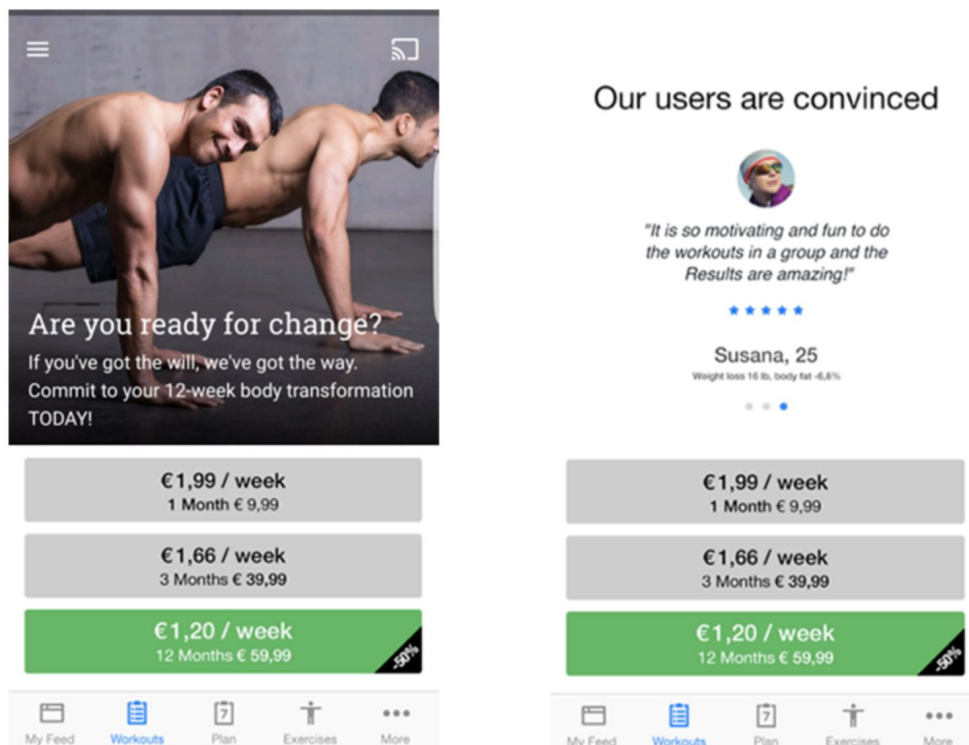 Are you ready for change?
If you've got the will, we've got the way.
Commit to your 12-week body transformation
TODAY!
€1,99 / week
1 Month € 9,99
€1,66 / week
3 Months € 39,99
€1,20 / week
12 Months € 59,99
-50%
7
My Feed
Workouts
Plan
Exercises
More
Our users are convinced
"It is so motivating and fun to do
the workouts in a group and the
Results are amazing!"
Susana, 25
Weight loss 16 lb, body fat -6,8%
€1,99 / week
1 Month € 9,99
€1,66 / week
3 Months € 39,99
€1,20 / week
12 Months € 59,99
-50%
7
My Feed
Workouts
Plan
Exercises
More